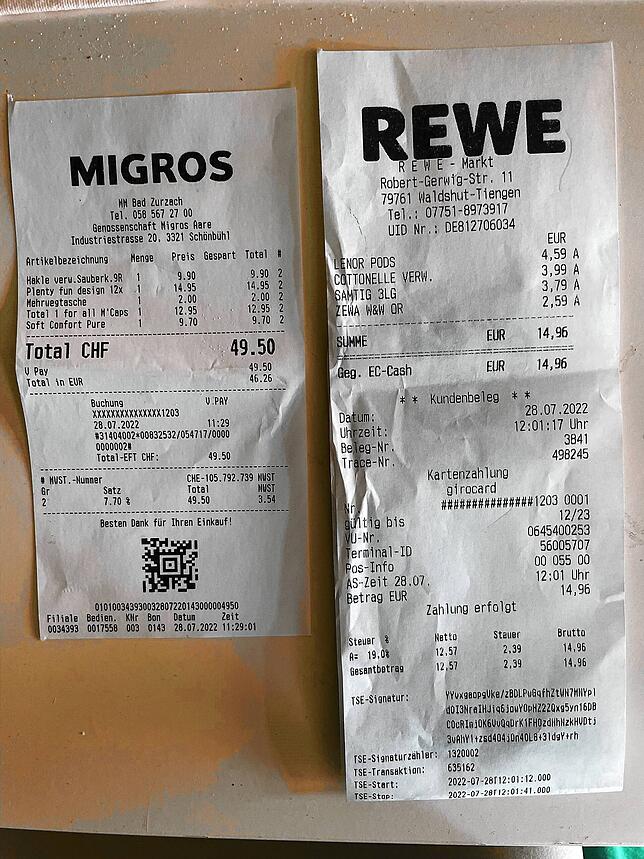 MIGROS
MM Bad Zurzach
Tel. 058 567 27 00
Genossenschaft Migros Aare
Industriestrasse 20, 3321 Schönbühl
Artikelbezeichnung Menge Preis Gespart Total #
Hakle veru.Sauberk.9R 1 9.90 9.90 2
Plenty fun design 12x 1 14.95 14.95 2
Mehrwegtasche 1 2.00 2.00 2
Total 1 for all M'Caps 1 12.95 12.95 2
Soft Comfort Pure 1 9.70 9.70 2
Total CHF 49.50
V Pay 49.50
Total in EUR 46.26
Buchung V.PAY
XXXXXXXXXXXXXXX1203
28.07.2022 11:29
#31404002*00832532/054717/0000
0000002#
Total-EFT CHF: 49.50
# MWST.-Nummer CHE-105.792.739 MWST
Gr Satz Total MWST
2 7.70 % 49.50 3.54
Besten Dank für Ihren Einkauf!
010100343930032807220143000004950
Filiale Bedien. KNr Bon Datum Zeit
0034393 0017558 003 0143 28.07.2022 11:29:01
REWE
REWE - Markt
Robert-Gerwig-Str. 11
79761 Waldshut-Tiengen
Tel.: 07751-8973917
UID Nr.: DE812706034
EUR
LENOR PODS 4,59 A
COTTONELLE VERW. 3,99 A
SAMTIG 3LG 3,79 A
ZEWA W&W OR 2,59 A
SUMME EUR 14,96
Geg. EC-Cash EUR 14,96
* * Kundenbeleg * *
Datum: 28.07.2022
Uhrzeit: 12:01:17 Uhr
Beleg-Nr. 3841
Trace-Nr. 498245
Kartenzahlung
girocard
Nr. ###############1203 0001
gültig bis 12/23
VU-Nr. 0645400253
Terminal-ID 56005707
Pos-Info 00 055 00
AS-Zeit 28.07. 12:01 Uhr
Betrag EUR 14,96
Zahlung erfolgt
Steuer % Netto Steuer Brutto
A= 19,0% 12,57 2,39 14,96
Gesamtbetrag 12,57 2,39 14,96
TSE-Signatur:
TSE-Signaturzähler: 1320002
TSE-Transaktion: 635162
TSE-Start: 2022-07-28T12:01:12.000
TSE-Stop: 2022-07-28T12:01:41.000